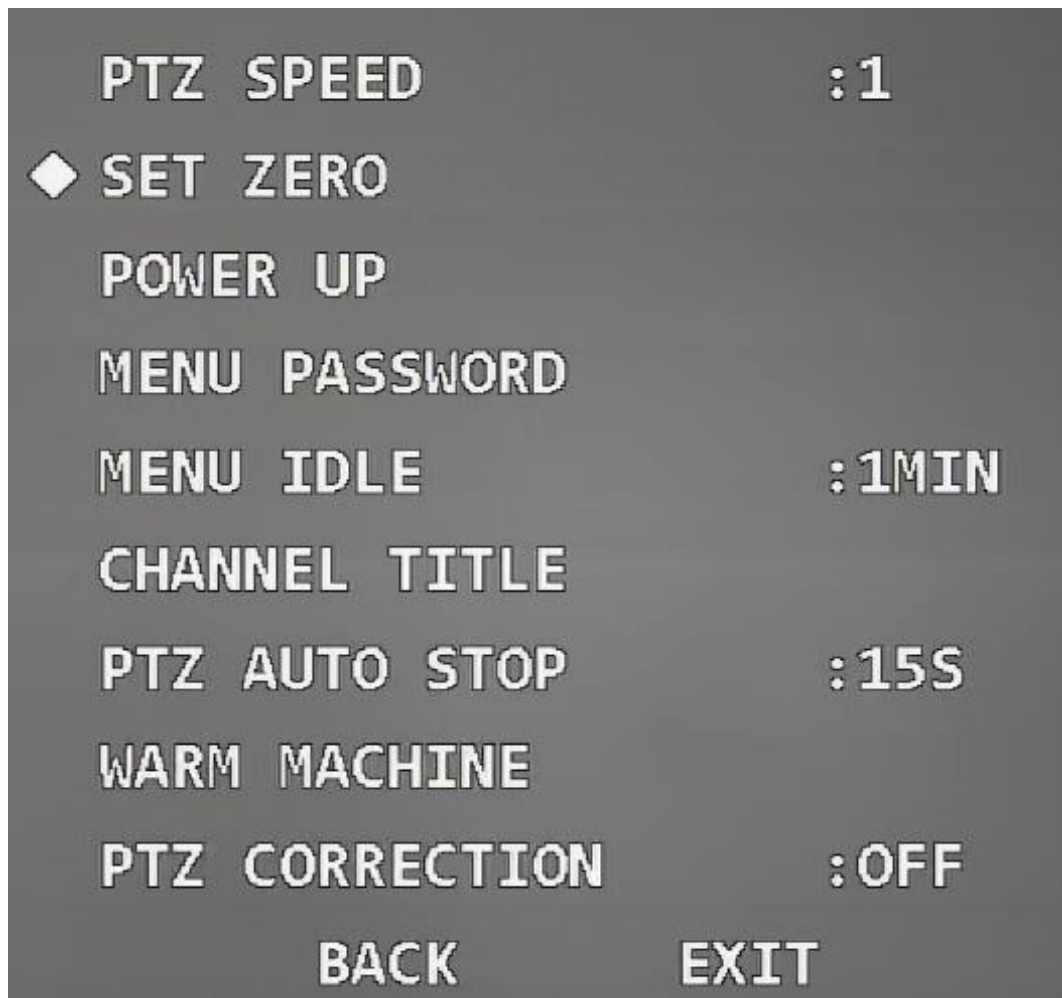 PTZ SPEED :1
SET ZERO
POWER UP
MENU PASSWORD
MENU IDLE :1MIN
CHANNEL TITLE
PTZ AUTO STOP :15S
WARM MACHINE
PTZ CORRECTION :OFF
BACK EXIT